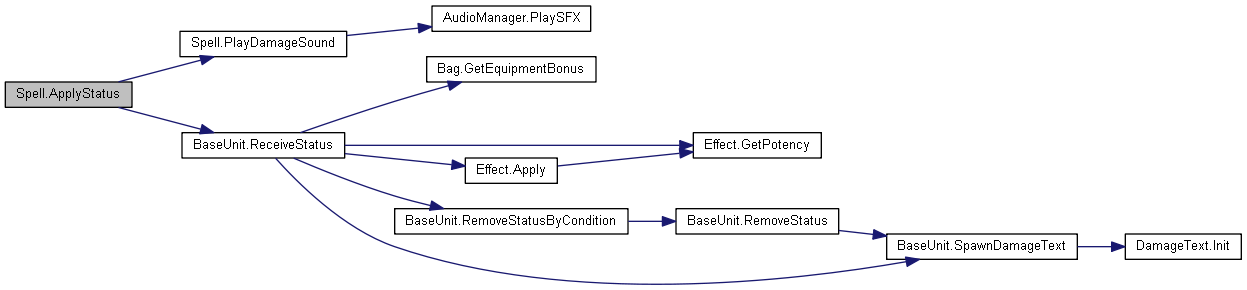 AudioManager.PlaySFX
Spell.PlayDamageSound
Bag.GetEquipmentBonus
Spell.ApplyStatus
BaseUnit.ReceiveStatus
Effect.GetPotency
Effect.Apply
BaseUnit.RemoveStatusByCondition
BaseUnit.RemoveStatus
BaseUnit.SpawnDamageText
DamageText.Init